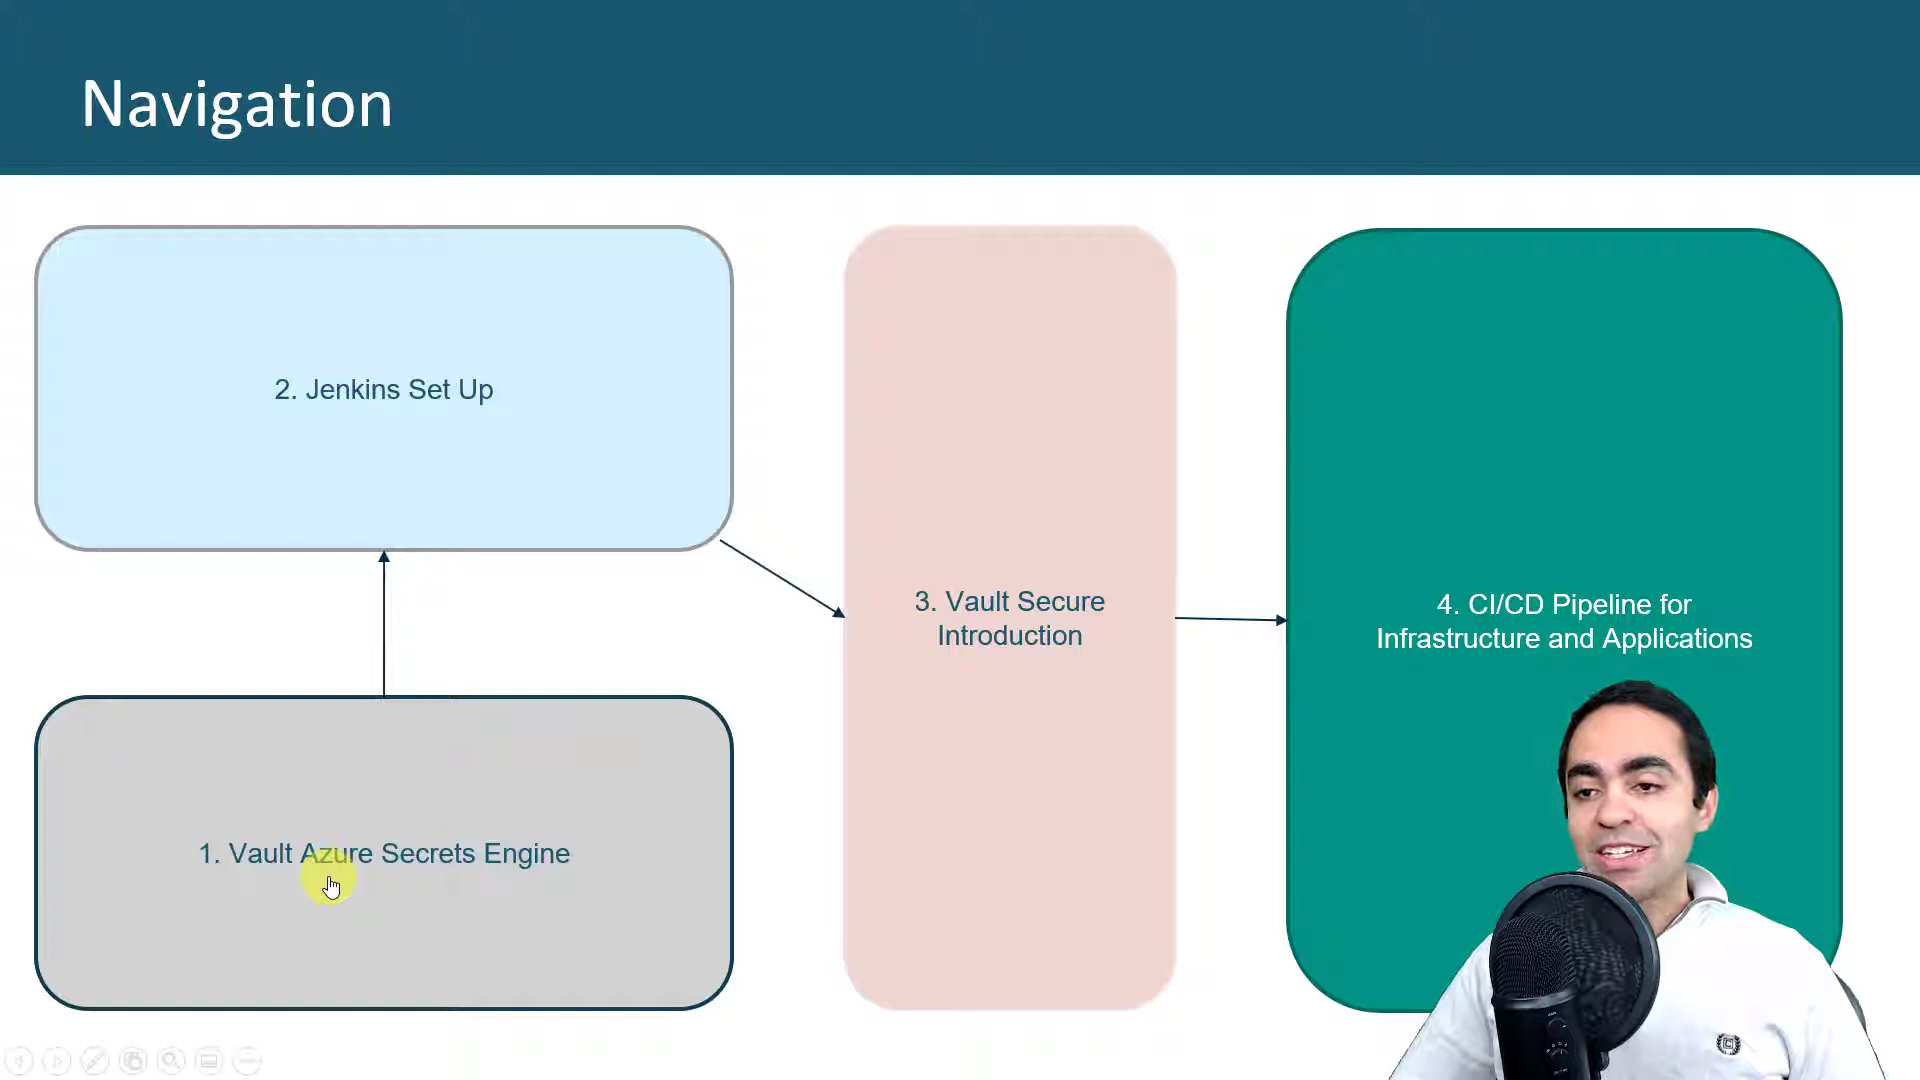 Navigation
2. Jenkins Set Up
1. Vault Azure Secrets Engine
3. Vault Secure
Introduction
4. CI/CD Pipeline for
Infrastructure and Applications